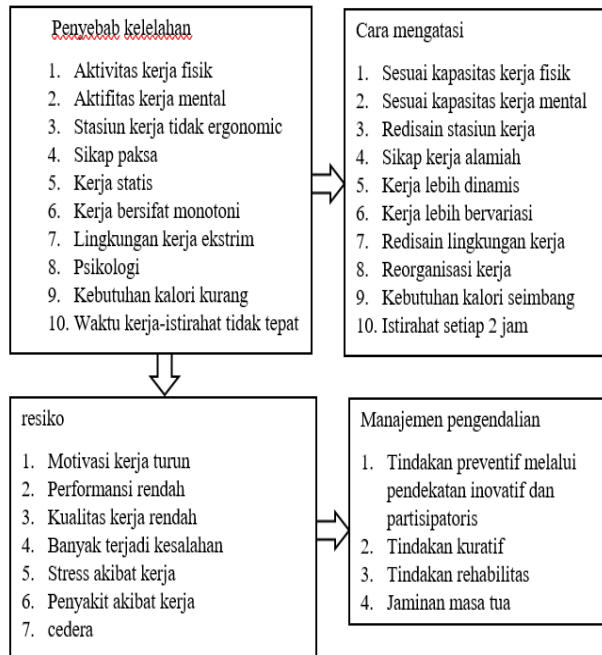 Penyebab kelelahan
1. Aktivitas kerja fisik
2. Aktifitas kerja mental
3. Stasiun kerja tidak ergonomic
4. Sikap paksa
5. Kerja statis
6. Kerja bersifat monotoni
7. Lingkungan kerja ekstrim
8. Psikologi
9. Kebutuhan kalori kurang
10. Waktu kerja-istirahat tidak tepat
Cara mengatasi
1. Sesuai kapasitas kerja fisik
2. Sesuai kapasitas kerja mental
3. Redisain stasiun kerja
4. Sikap kerja alamiah
5. Kerja lebih dinamis
6. Kerja lebih bervariasi
7. Redisain lingkungan kerja
8. Reorganisasi kerja
9. Kebutuhan kalori seimbang
10. Istirahat setiap 2 jam
resiko
1. Motivasi kerja turun
2. Performansi rendah
3. Kualitas kerja rendah
4. Banyak terjadi kesalahan
5. Stress akibat kerja
6. Penyakit akibat kerja
7. cedera
Manajemen pengendalian
1. Tindakan preventif melalui
pendekatan inovatif dan
partisipatoris
2. Tindakan kuratif
3. Tindakan rehabilitas
4. Jaminan masa tua